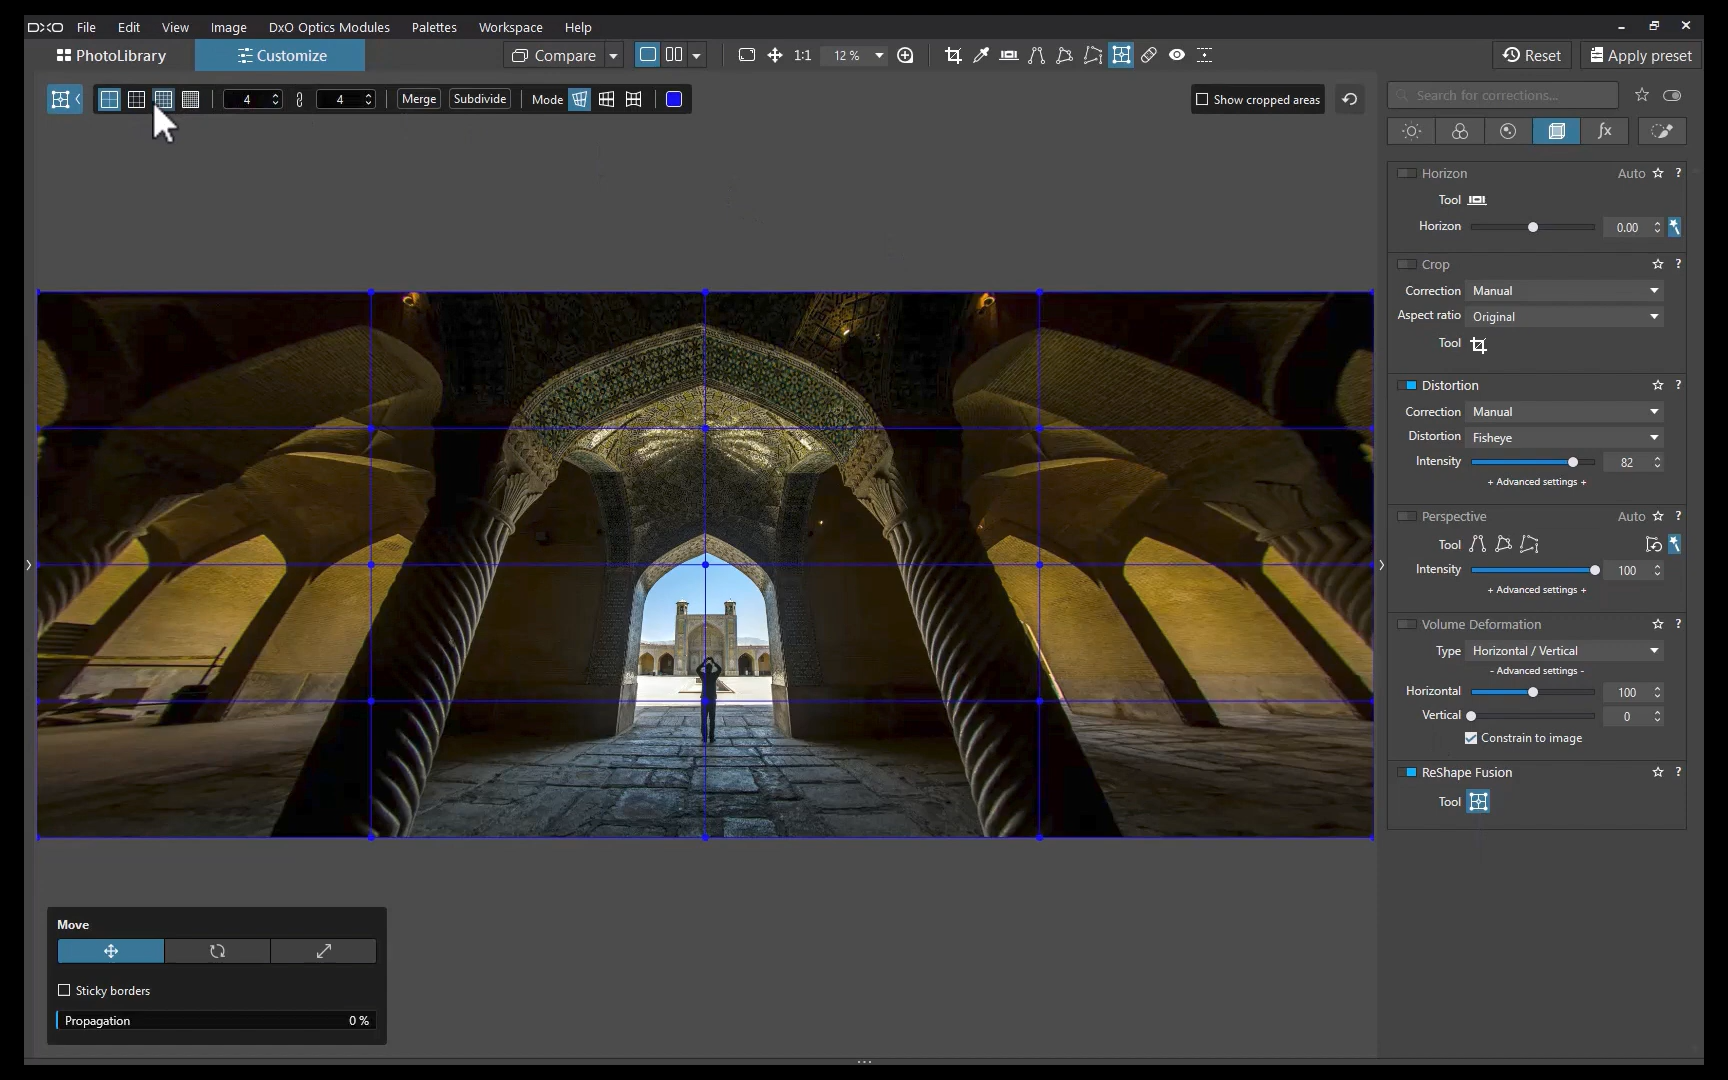 DXO File Edit View Image DxO Optics Modules Palettes Workspace Help
PhotoLibrary Customize Compare 1:1 12 % Reset Apply preset
4 4 Merge Subdivide Mode Show cropped areas Search for corrections...
fx
Horizon Auto ?
Tool
Horizon 0.00
Crop ?
Correction Manual
Aspect ratio Original
Tool
Distortion ?
Correction Manual
Distortion Fisheye
Intensity 82
+ Advanced settings +
Perspective Auto ?
Tool
Intensity 100
+ Advanced settings +
Volume Deformation ?
Type Horizontal / Vertical
- Advanced settings -
Horizontal 100
Vertical 0
Constrain to image
ReShape Fusion ?
Tool
Move
Sticky borders
Propagation 0 %